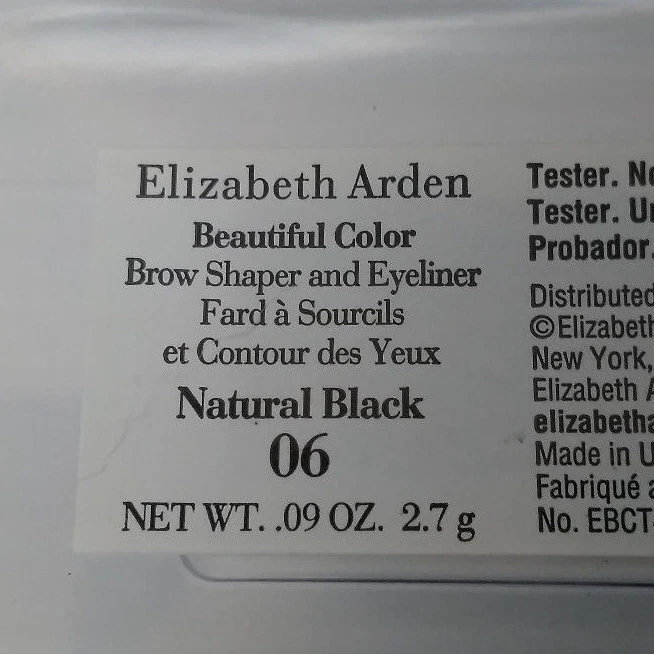 Elizabeth Arden
Beautiful Color
Brow Shaper and Eyeliner
Fard à Sourcils
et Contour des Yeux
Natural Black
06
NET WT. .09 OZ. 2.7 g
Tester.
Tester.
Probador.
Distributed
©Elizabeth
New York,
Elizabeth
Made in
Fabriqué
No.